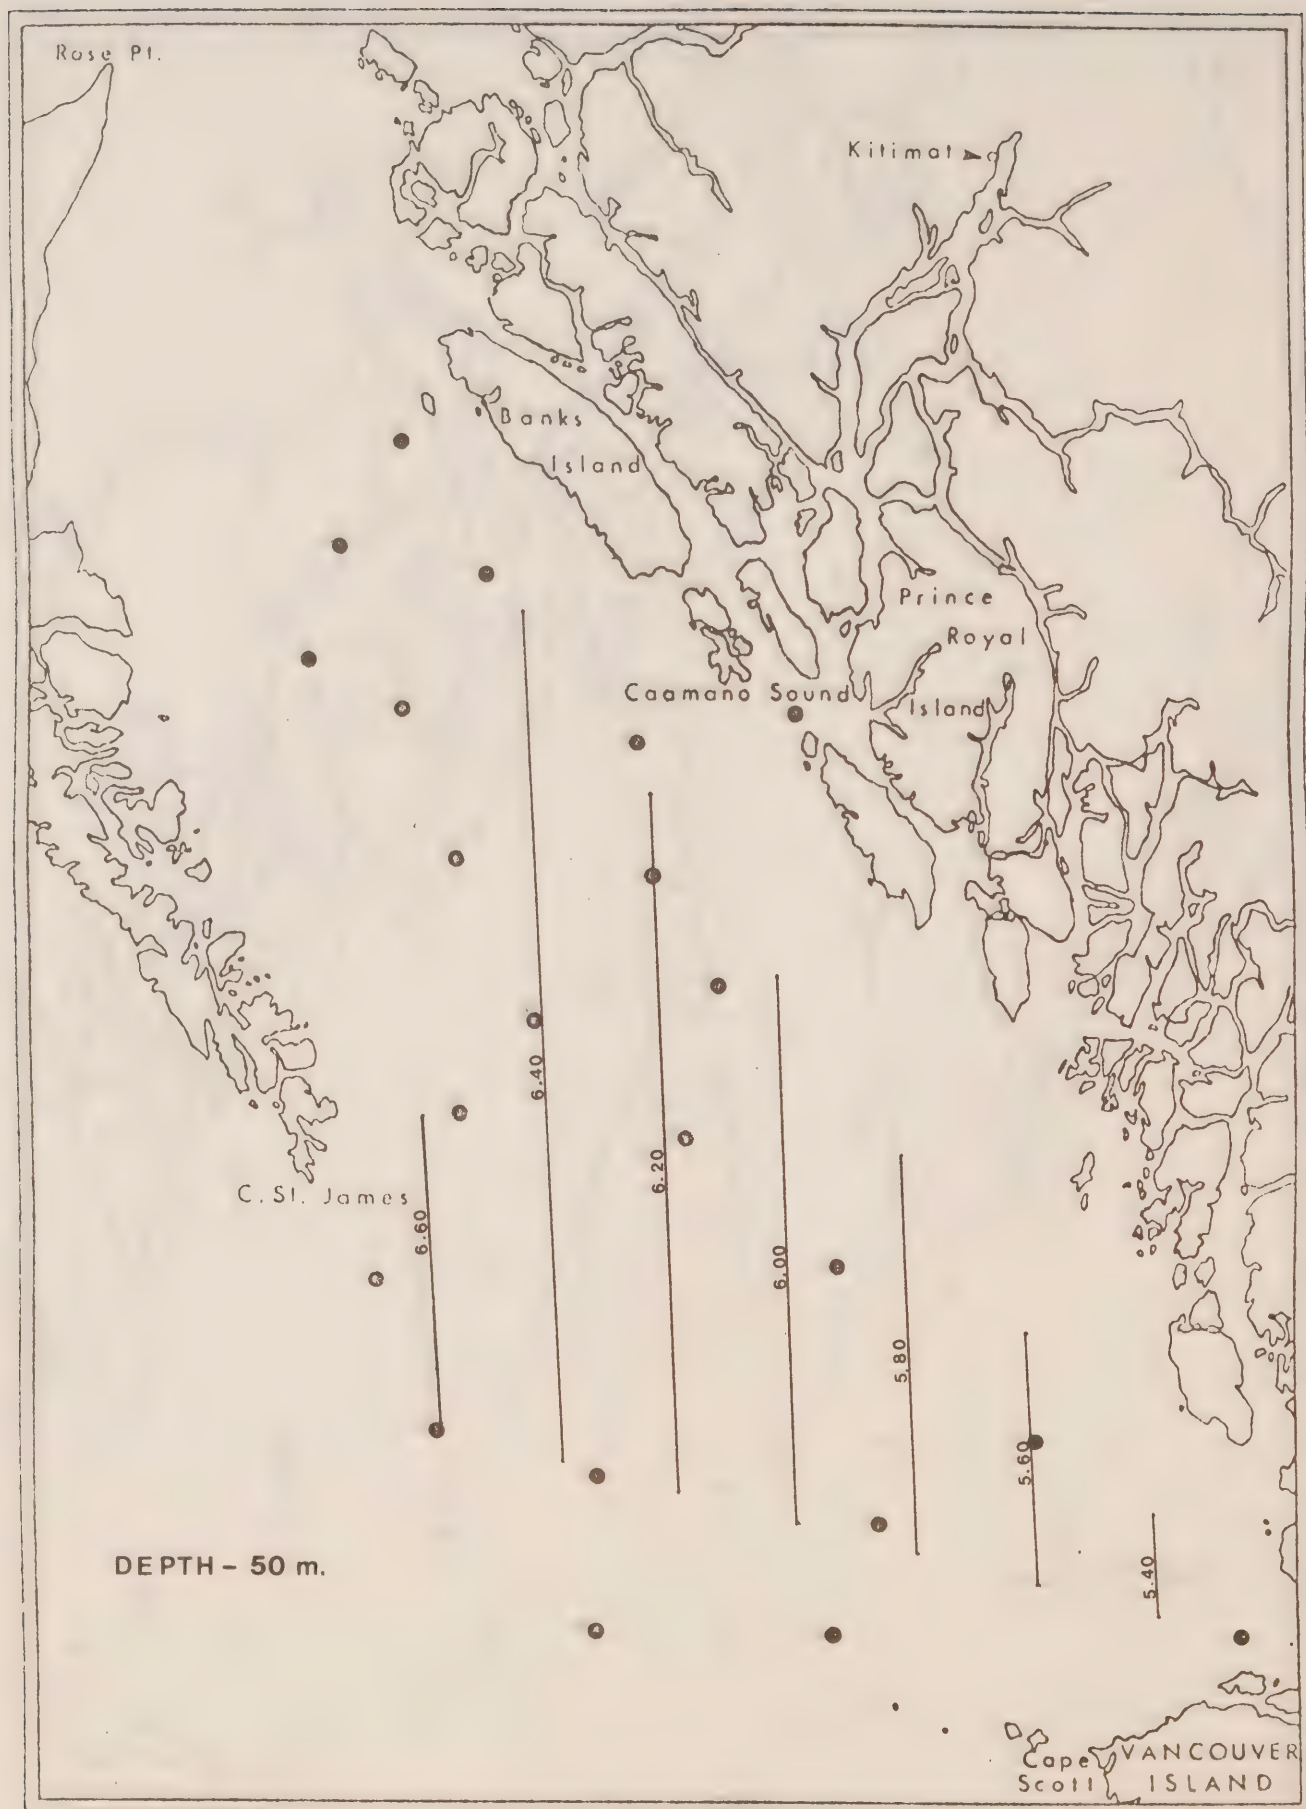 Rose Pt.
Kitimat
Banks
Island
Prince
Royal
Island
Caamano Sound
6.40
6.20
C. St. James
6.60
6.00
5.80
5.60
5.40
DEPTH – 50 m.
Cape
Scott
VANCOUVER
ISLAND